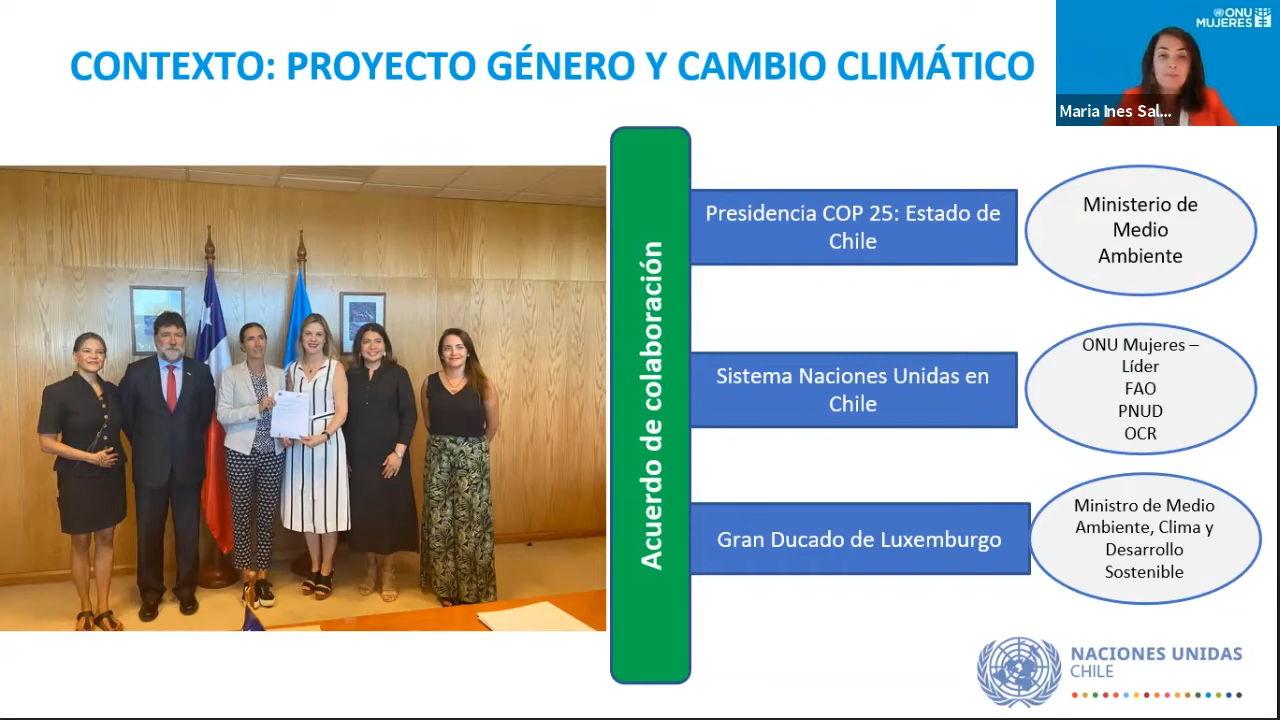 CONTEXTO: PROYECTO GÉNERO Y CAMBIO CLIMÁTICO
ONU
MUJERES
Maria Ines Sal...
Acuerdo de colaboración
Presidencia COP 25: Estado de
Chile
Ministerio de
Medio
Ambiente
Sistema Naciones Unidas en
Chile
ONU Mujeres –
Líder
FAO
PNUD
OCR
Gran Ducado de Luxemburgo
Ministro de Medio
Ambiente, Clima y
Desarrollo
Sostenible
NACIONES UNIDAS
CHILE